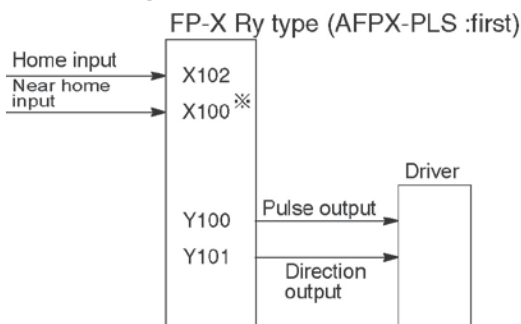 FP-X Ry type (AFPX-PLS :first)
Home input
X102
Near home
input
X100※
Driver
Y100
Pulse output
Y101
Direction
output